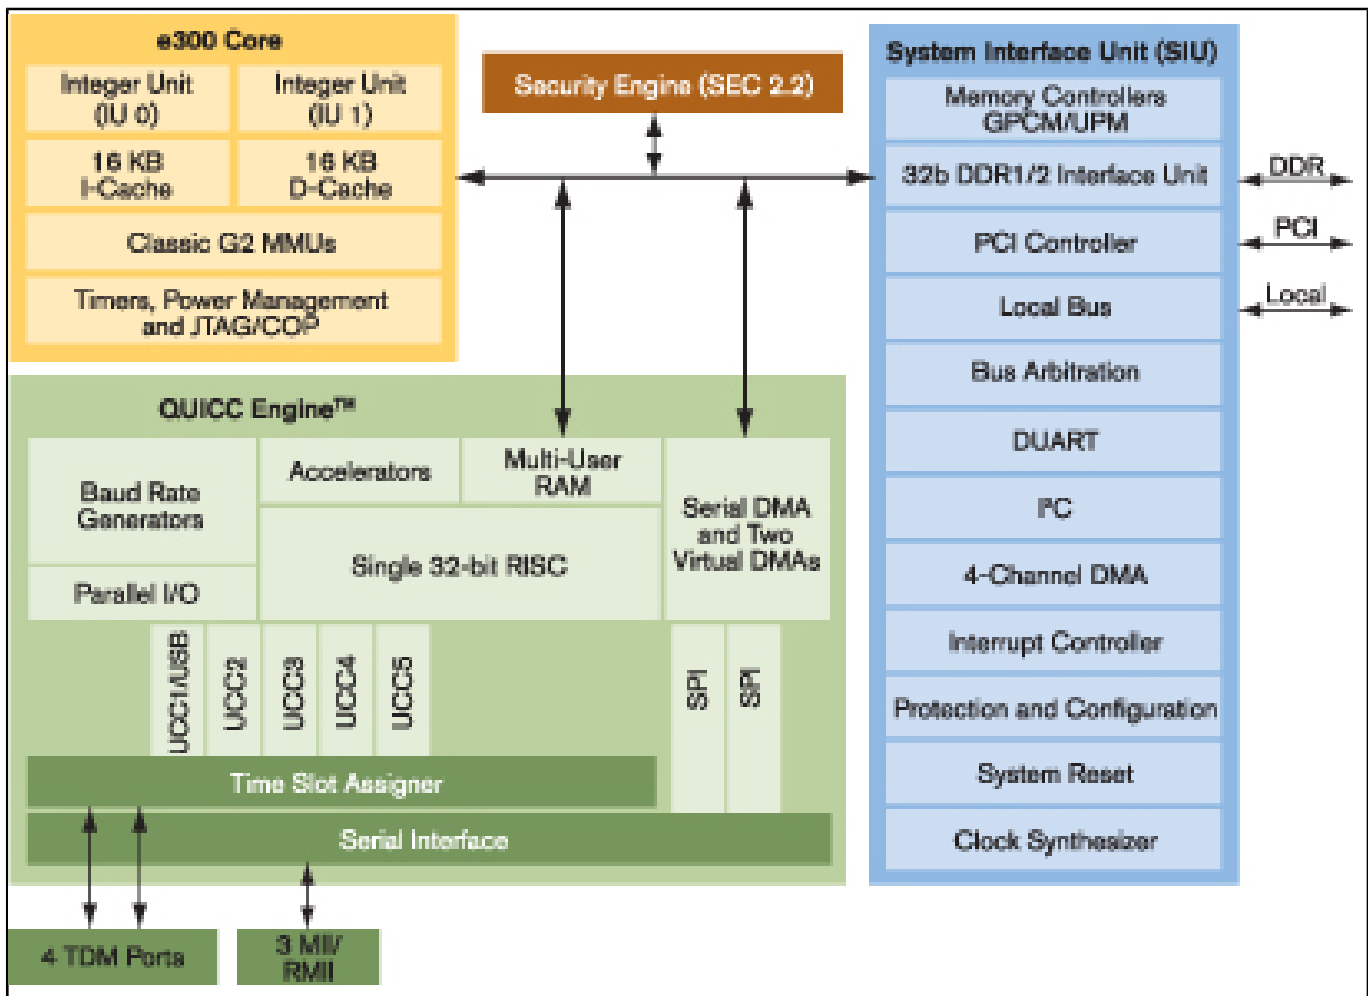 e300 Core
Integer Unit
(IU 0)
Integer Unit
(IU 1)
16 KB
I-Cache
16 KB
D-Cache
Classic G2 MMUs
Timers, Power Management
and JTAG/COP
Security Engine (SEC 2.2)
System Interface Unit (SIU)
Memory Controllers
GPCM/UPM
32b DDR1/2 Interface Unit
PCI Controller
Local Bus
Bus Arbitration
DUART
I²C
4-Channel DMA
Interrupt Controller
Protection and Configuration
System Reset
Clock Synthesizer
DDR
PCI
Local
QUICC Engine™
Baud Rate
Generators
Parallel I/O
Accelerators
Multi-User
RAM
Single 32-bit RISC
Serial DMA
and Two
Virtual DMAs
UCC1/USB
UCC2
UCC3
UCC4
UCC5
SPI
SPI
Time Slot Assigner
Serial Interface
4 TDM Ports
3 MII/
RMII